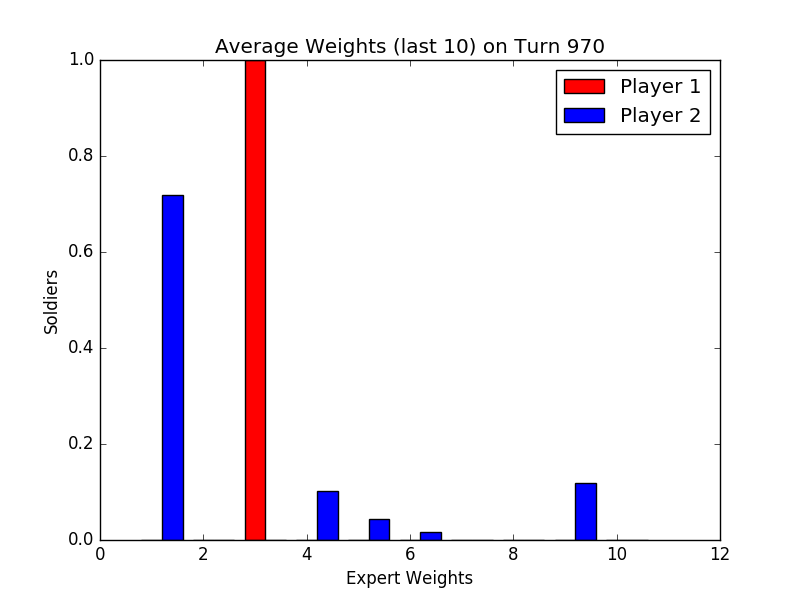 Average Weights (last 10) on Turn 970
1.0
0.8
0.6
0.4
0.2
0.0
Soldiers
Player 1
Player 2
0 2 4 6 8 10 12
Expert Weights